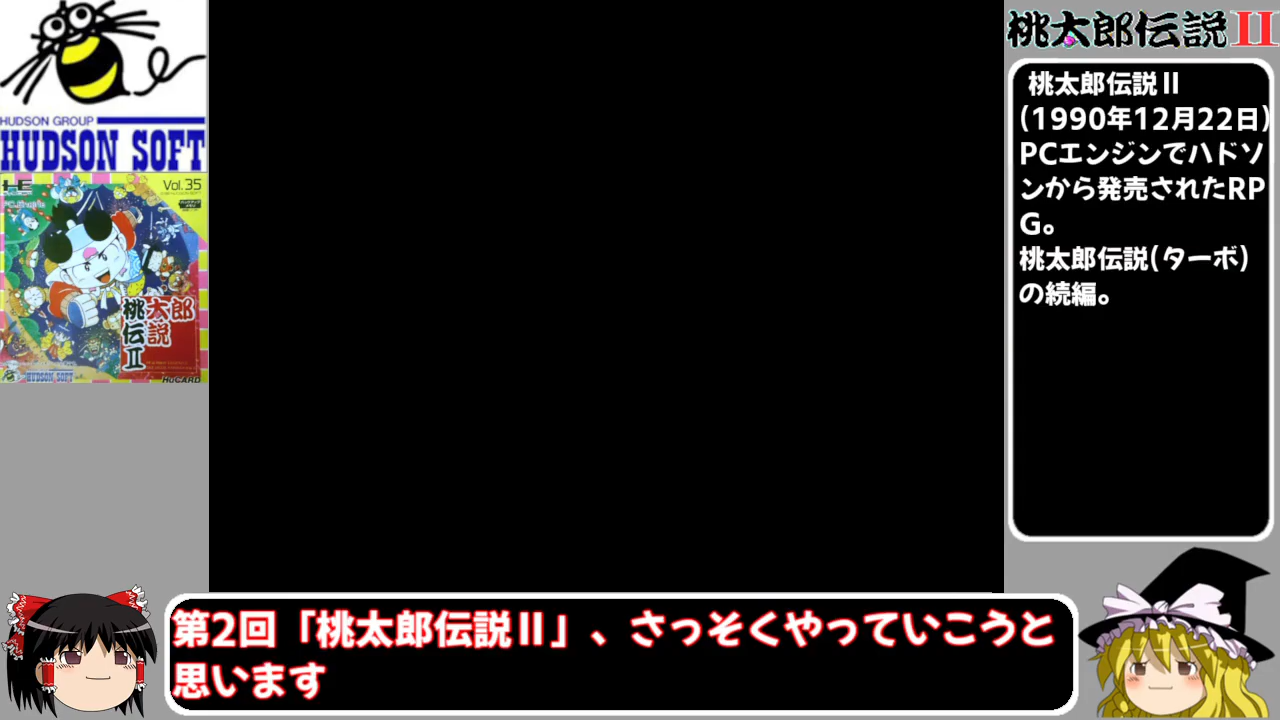 HUDSON GROUP
HUDSON SOFT
HE
Vol.35
桃太郎
伝説
II
HUDSON SOFT
HuCARD
桃太郎伝説II
桃太郎伝説Ⅱ
(1990年12月22日)
PCエンジンでハドソ
ンから発売されたRP
G。
桃太郎伝説(ターボ)
の続編。
第2回「桃太郎伝説Ⅱ」、さっそくやっていこうと
思います